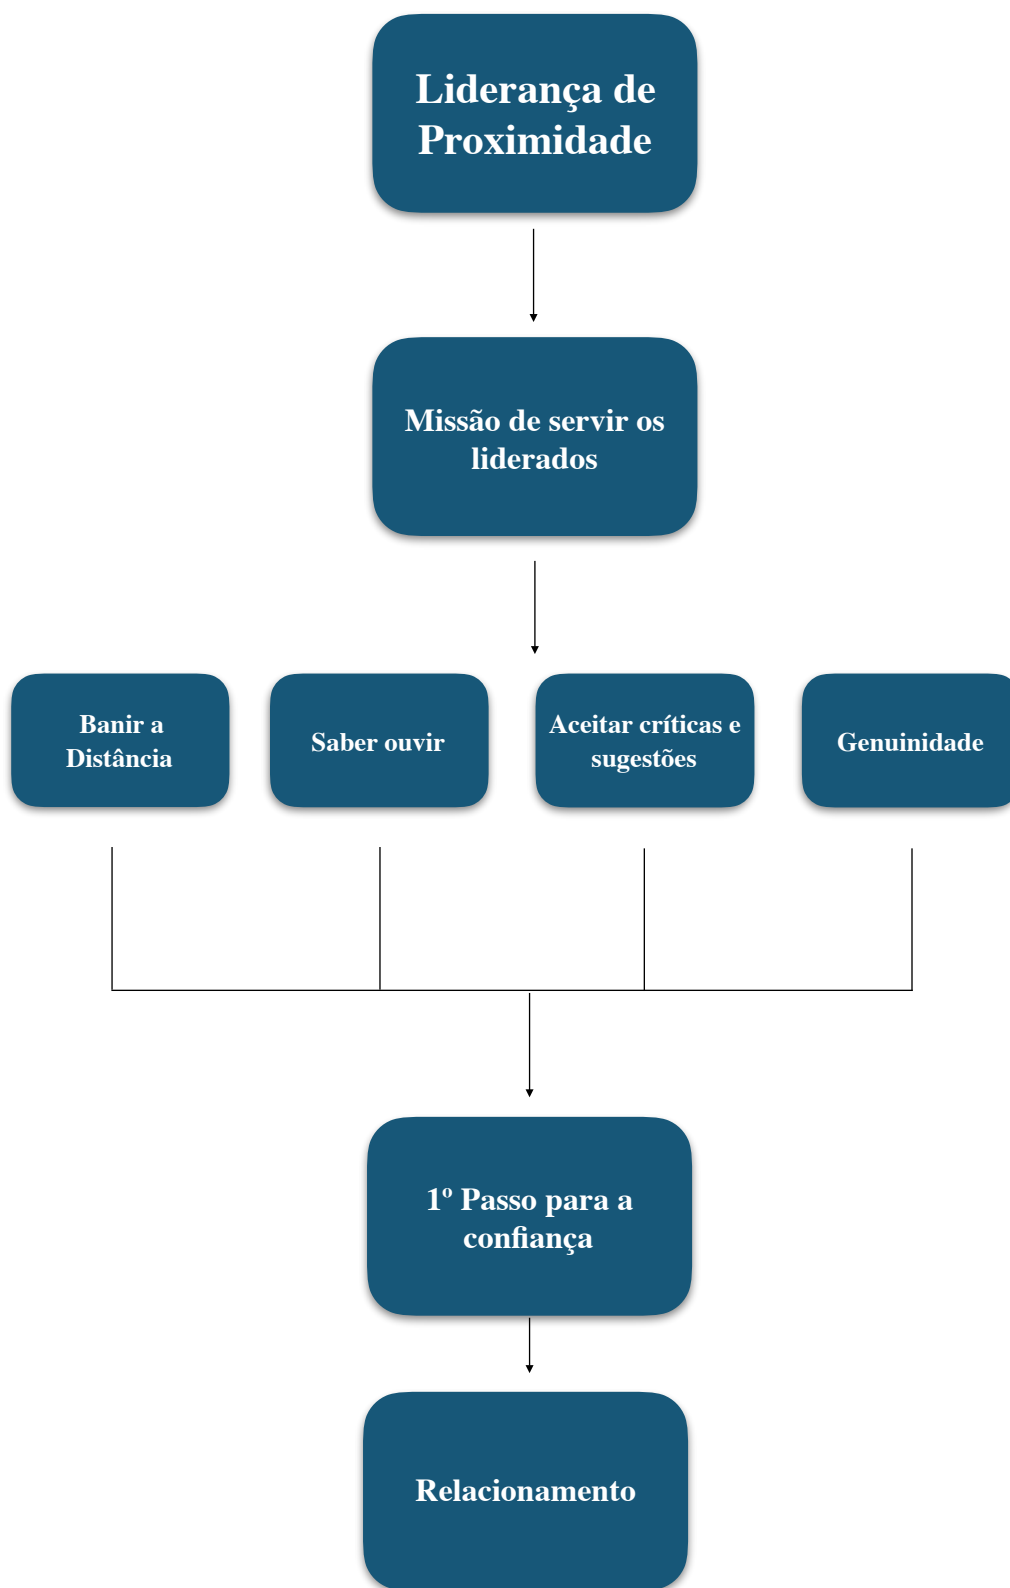 Liderança de
Proximidade
Missão de servir os
liderados
Banir a
Distância
Saber ouvir
Aceitar críticas e
sugestões
Genuinidade
1º Passo para a
confiança
Relacionamento